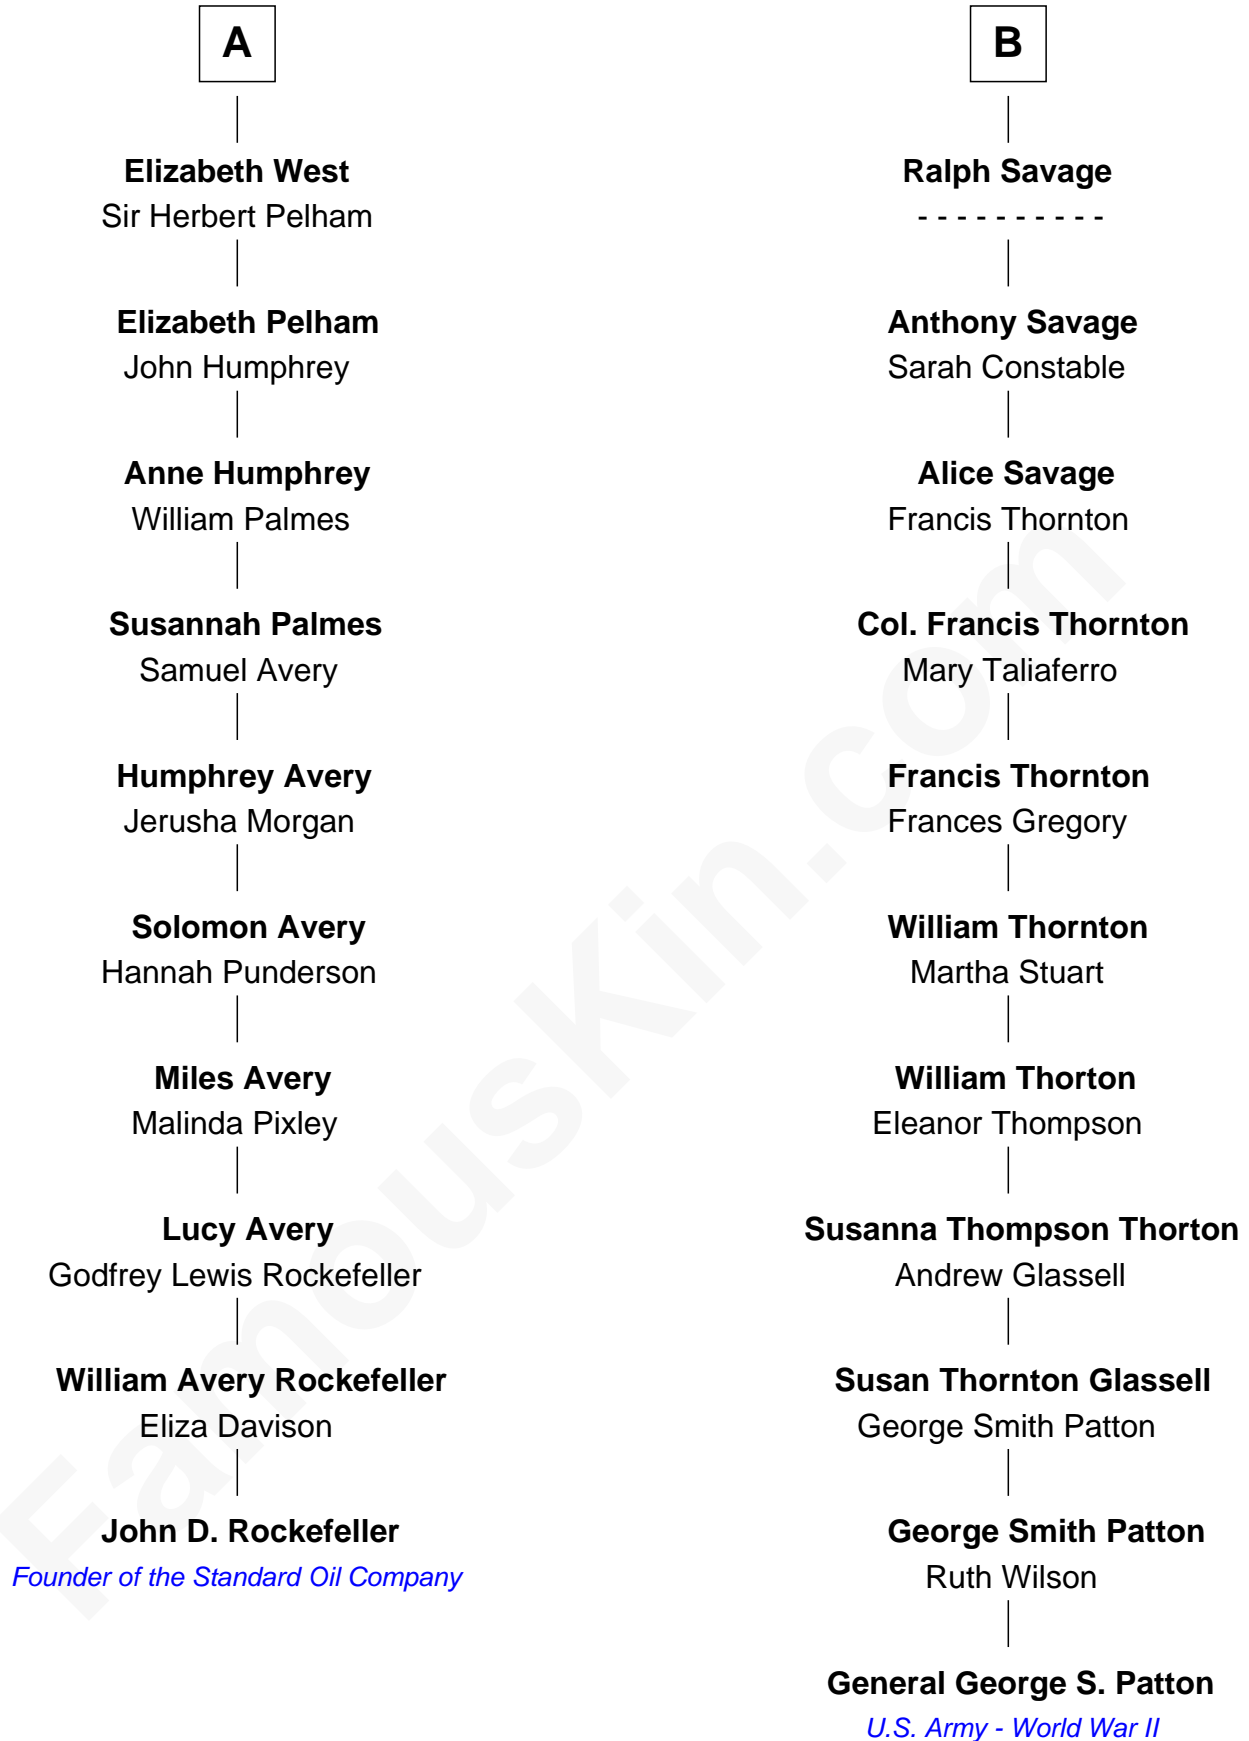 A
Elizabeth West
Sir Herbert Pelham
Elizabeth Pelham
John Humphrey
Anne Humphrey
William Palmes
Susannah Palmes
Samuel Avery
Humphrey Avery
Jerusha Morgan
Solomon Avery
Hannah Punderson
Miles Avery
Malinda Pixley
Lucy Avery
Godfrey Lewis Rockefeller
William Avery Rockefeller
Eliza Davison
John D. Rockefeller
Founder of the Standard Oil Company
B
Ralph Savage
- - - - - - - - - -
Anthony Savage
Sarah Constable
Alice Savage
Francis Thornton
Col. Francis Thornton
Mary Taliaferro
Francis Thornton
Frances Gregory
William Thornton
Martha Stuart
William Thorton
Eleanor Thompson
Susanna Thompson Thorton
Andrew Glassell
Susan Thornton Glassell
George Smith Patton
George Smith Patton
Ruth Wilson
General George S. Patton
U.S. Army - World War II
FamousKin.com